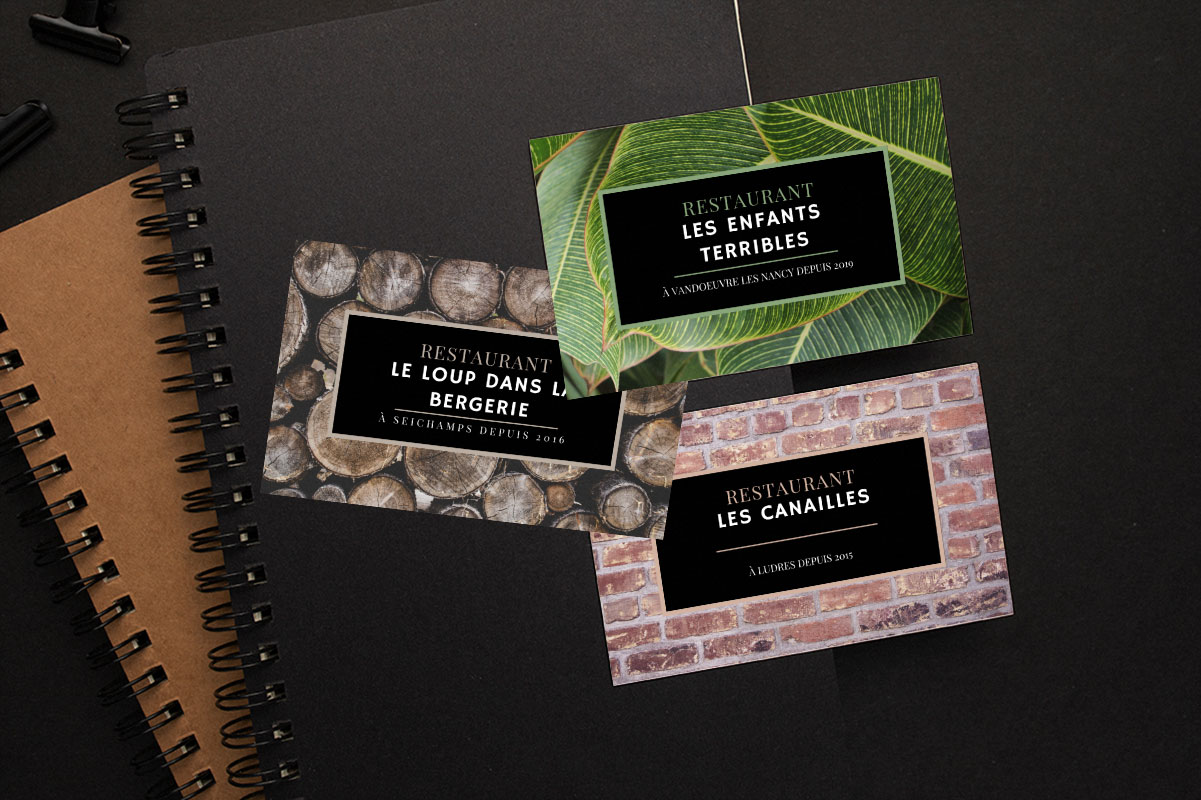 RESTAURANT
LES ENFANTS
TERRIBLES
À VANDOEUVRE LES NANCY DEPUIS 2019
RESTAURANT
LE LOUP DANS LA
BERGERIE
À SEICHAMPS DEPUIS 2016
RESTAURANT
LES CANAILLES
À LUDRES DEPUIS 2015